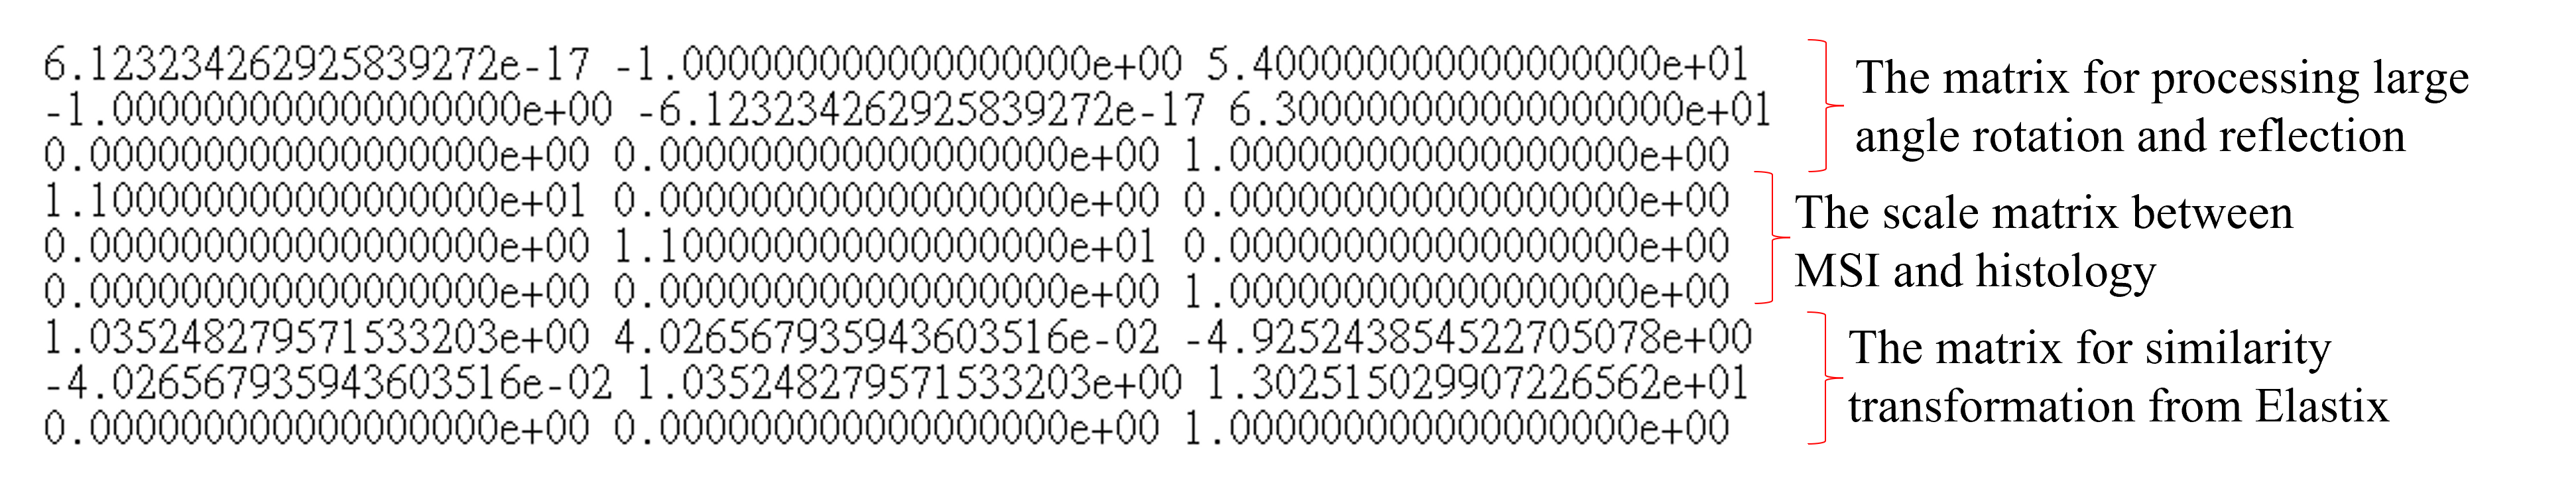 6.123234262925839272e-17 -1.000000000000000000e+00 5.400000000000000000e+01
-1.000000000000000000e+00 -6.123234262925839272e-17 6.300000000000000000e+01
0.000000000000000000e+00 0.000000000000000000e+00 1.000000000000000000e+00
The matrix for processing large
angle rotation and reflection
1.100000000000000000e+01 0.000000000000000000e+00 0.000000000000000000e+00
0.000000000000000000e+00 1.100000000000000000e+01 0.000000000000000000e+00
0.000000000000000000e+00 0.000000000000000000e+00 1.000000000000000000e+00
The scale matrix between
MSI and histology
1.035248279571533203e+00 4.026567935943603516e-02 -4.925243854522705078e+00
-4.026567935943603516e-02 1.035248279571533203e+00 1.302515029907226562e+01
0.000000000000000000e+00 0.000000000000000000e+00 1.000000000000000000e+00
The matrix for similarity
transformation from Elastix